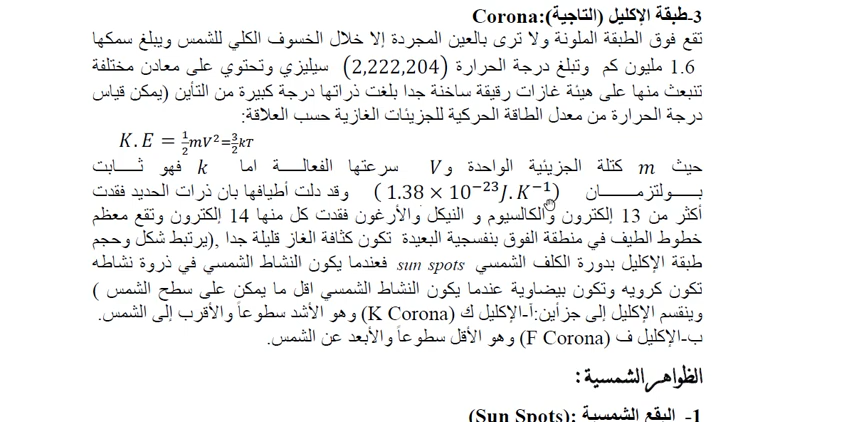 3-طبقة الإكليل (التاجية):Corona
تقع فوق الطبقة الملونة ولا ترى بالعين المجردة إلا خلال الخسوف الكلي للشمس ويبلغ سمكها
1.6 مليون كم وتبلغ درجة الحرارة (2,222,204) سيليزي وتحتوي على معادن مختلفة
تنبعث منها على هيئة غازات رقيقة ساخنة جدا بلغت ذراتها درجة كبيرة من التأين (يمكن قياس
درجة الحرارة من معدل الطاقة الحركية للجزيئات الغازية حسب العلاقة:
K.E = ½mV²=3/2kT
حيث m كتلة الجزيئية الواحدة وV سرعتها الفعالة اما k فهو ثابت
بولتزمان (1.38 × 10⁻²³J.K⁻¹) وقد دلت أطيافها بان ذرات الحديد فقدت
أكثر من 13 إلكترون والكالسيوم و النيكل والأرغون فقدت كل منها 14 إلكترون وتقع معظم
خطوط الطيف في منطقة الفوق بنفسجية البعيدة تكون كثافة الغاز قليلة جدا ,(يرتبط شكل وحجم
طبقة الإكليل بدورة الكلف الشمسي sun spots فعندما يكون النشاط الشمسي في ذروة نشاطه
تكون كرويه وتكون بيضاوية عندما يكون النشاط الشمسي اقل ما يمكن على سطح الشمس )
وينقسم الإكليل إلى جزأين:آ-الإكليل ك (K Corona) وهو الأشد سطوعاً والأقرب إلى الشمس.
ب-الإكليل ف (F Corona) وهو الأقل سطوعاً والأبعد عن الشمس.
الظواهر الشمسية :
1- البقع الشمسية :(Sun Spots)